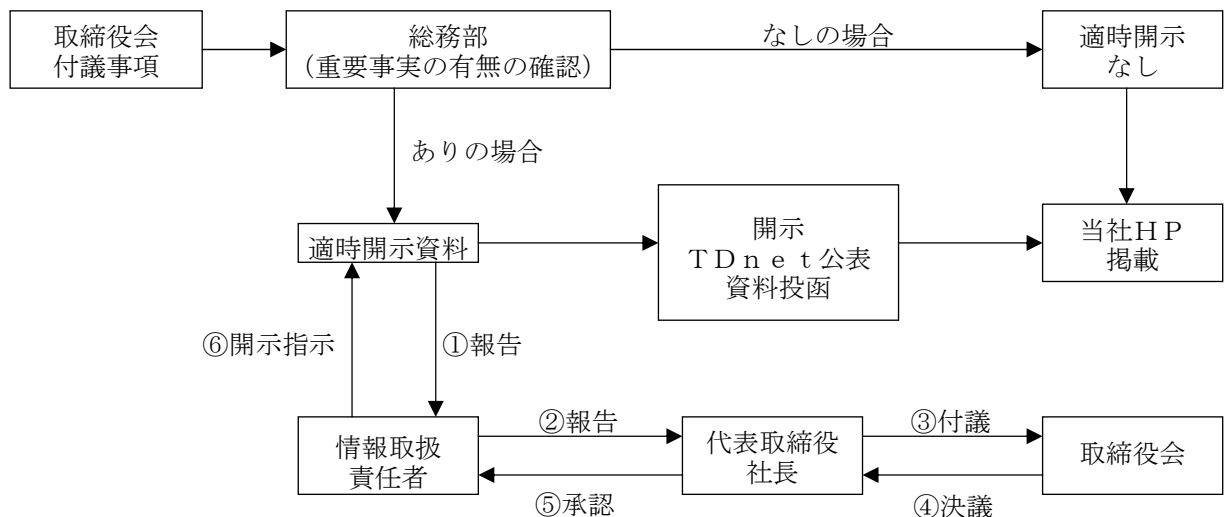 取締役会
付議事項
総務部
（重要事実の有無の確認）
なしの場合
適時開示
なし
ありの場合
適時開示資料
開示
ＴＤｎｅｔ公表
資料投函
当社ＨＰ
掲載
⑥開示指示
①報告
情報取扱
責任者
②報告
⑤承認
代表取締役
社長
③付議
④決議
取締役会